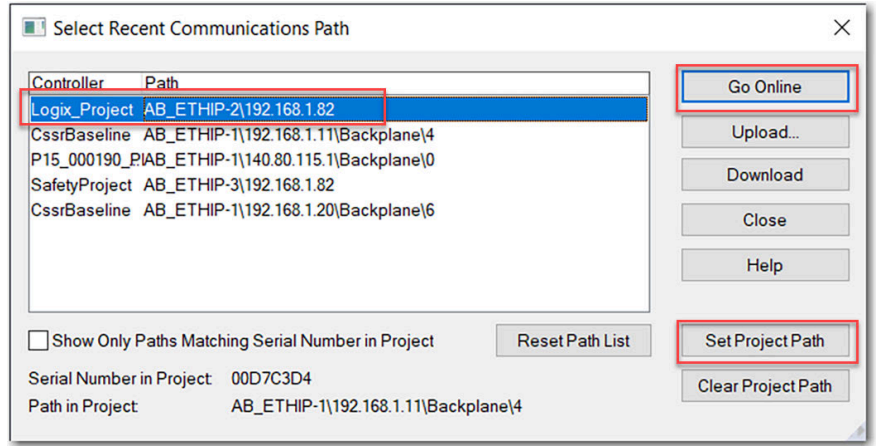 Select Recent Communications Path
Controller Path
Logix_Project AB_ETHIP-2\192.168.1.82
CssrBaseline AB_ETHIP-1\192.168.1.11\Backplane\4
P15_000190_P AB_ETHIP-1\140.80.115.1\Backplane\0
SafetyProject AB_ETHIP-3\192.168.1.82
CssrBaseline AB_ETHIP-1\192.168.1.20\Backplane\6
Go Online
Upload...
Download
Close
Help
Show Only Paths Matching Serial Number in Project
Reset Path List
Set Project Path
Serial Number in Project: 00D7C3D4
Clear Project Path
Path in Project: AB_ETHIP-1\192.168.1.11\Backplane\4